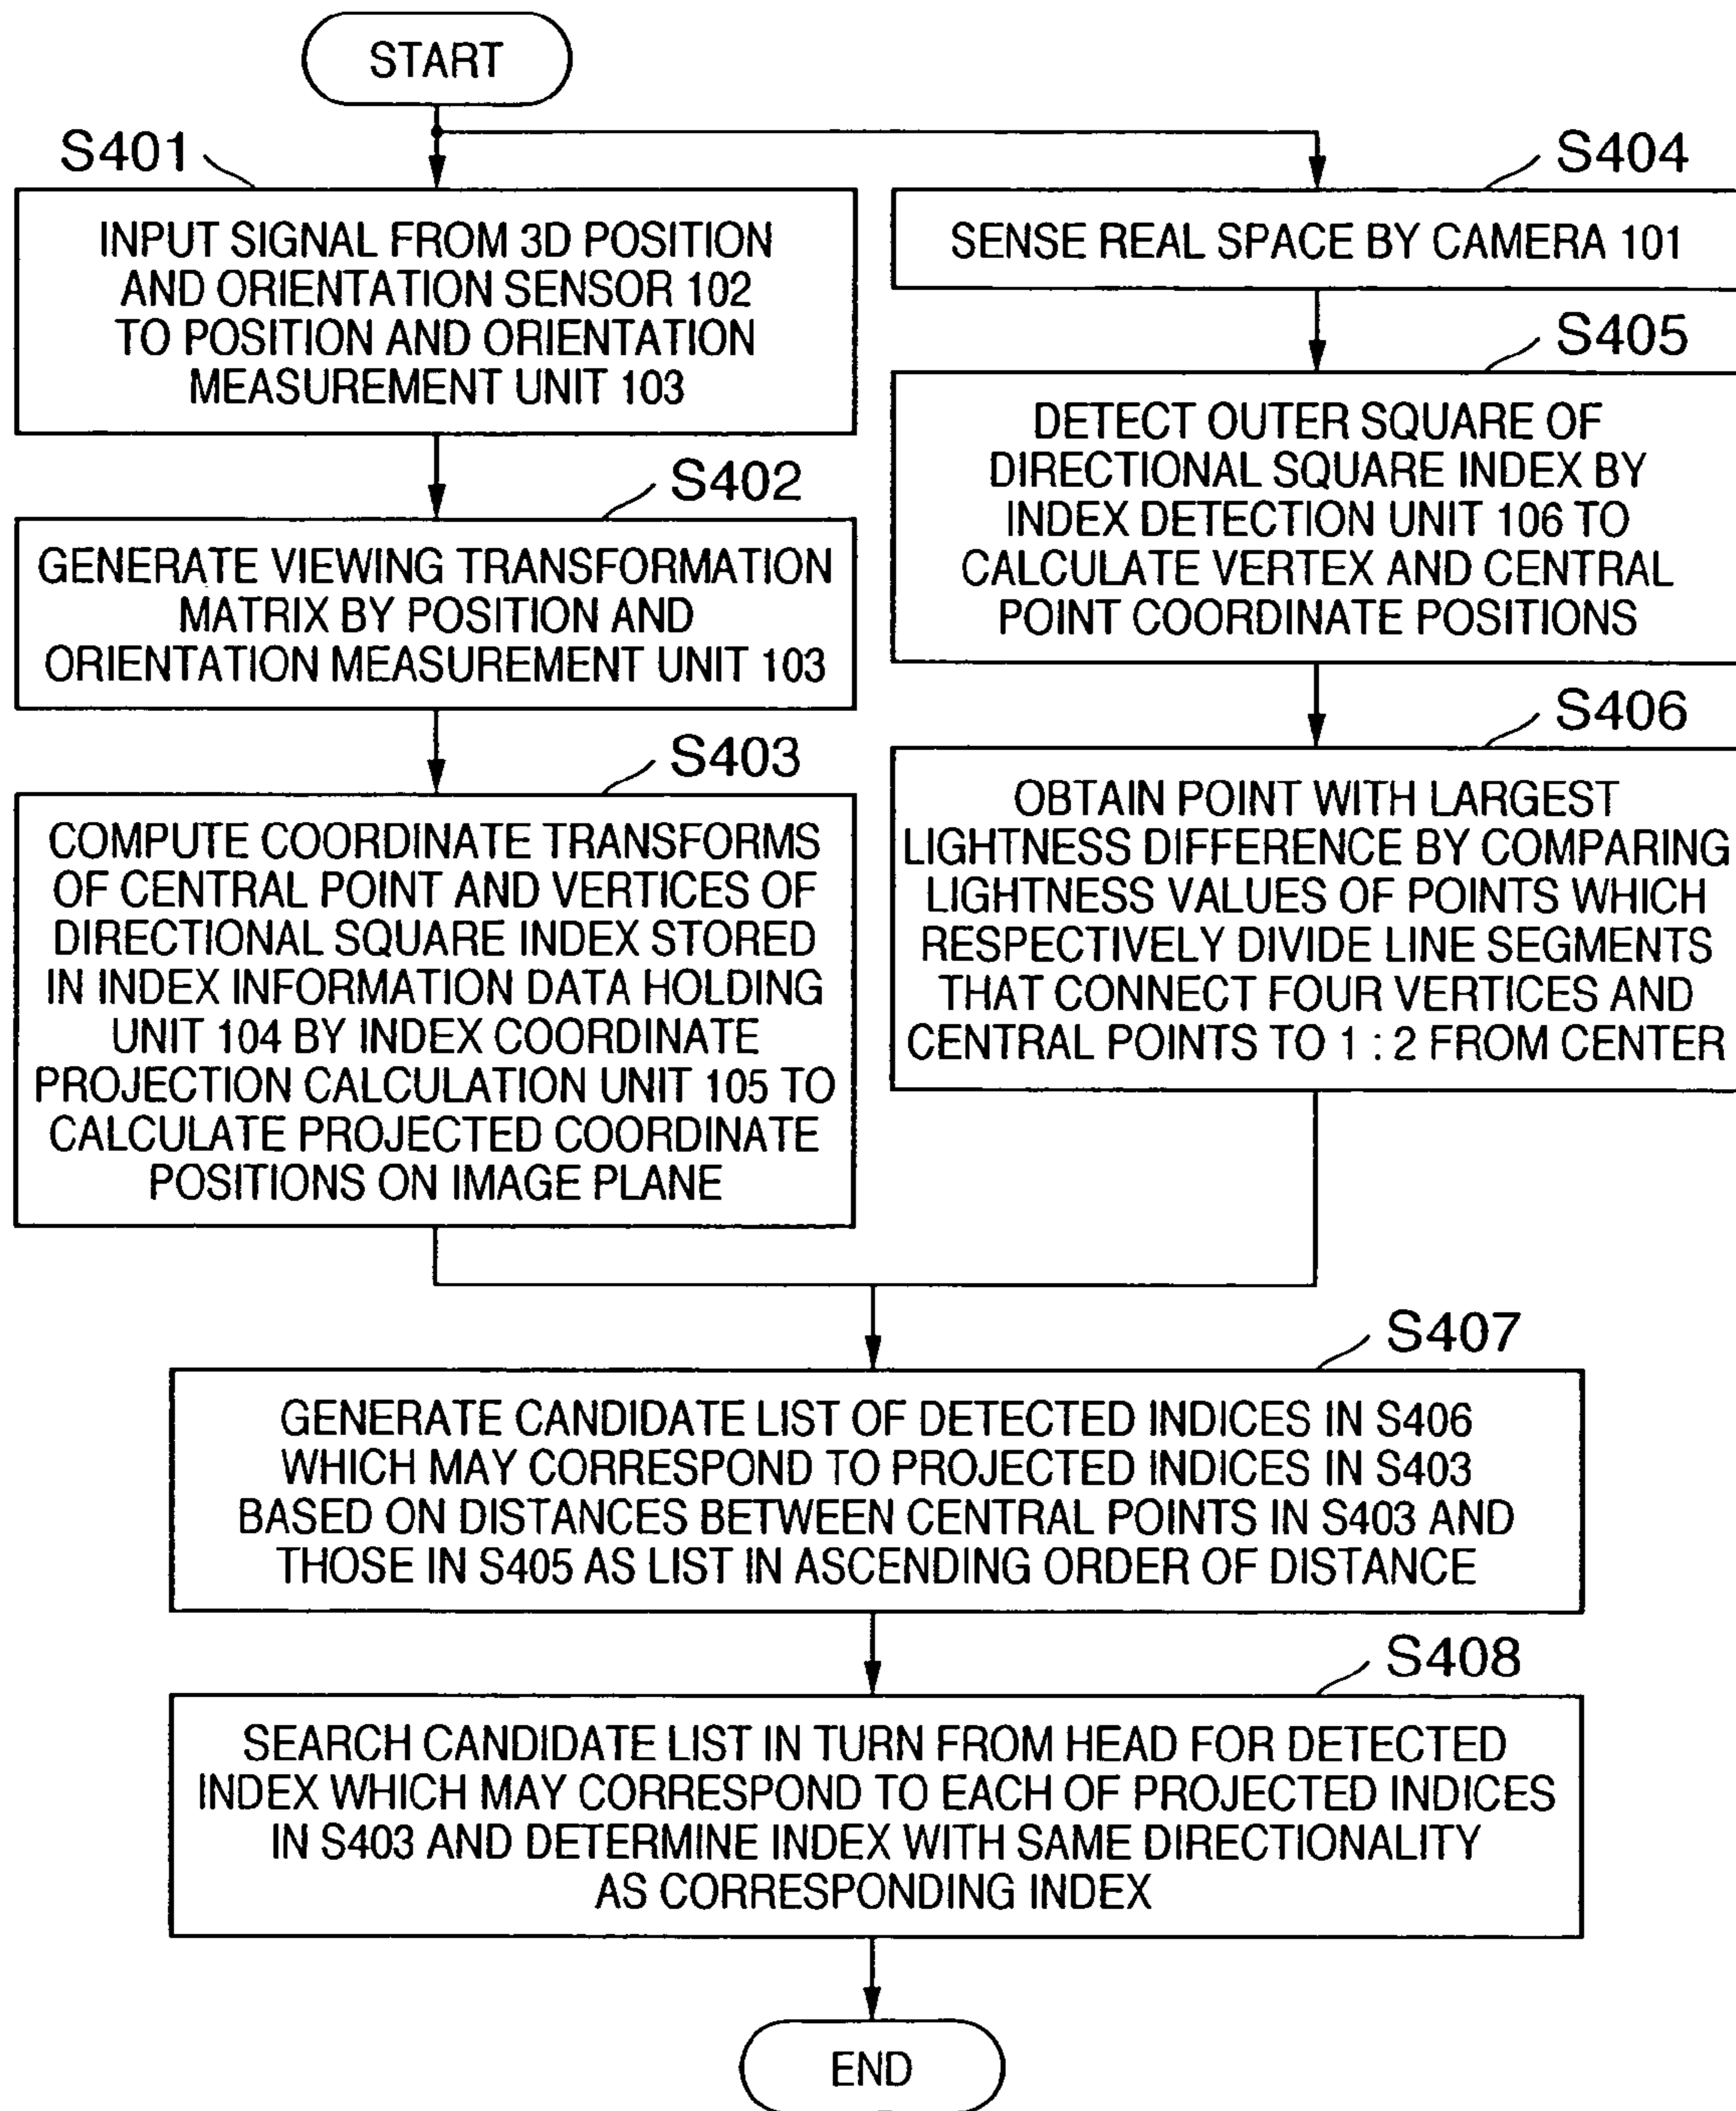 START
S401
INPUT SIGNAL FROM 3D POSITION
AND ORIENTATION SENSOR 102
TO POSITION AND ORIENTATION
MEASUREMENT UNIT 103
S402
GENERATE VIEWING TRANSFORMATION
MATRIX BY POSITION AND
ORIENTATION MEASUREMENT UNIT 103
S403
COMPUTE COORDINATE TRANSFORMS
OF CENTRAL POINT AND VERTICES OF
DIRECTIONAL SQUARE INDEX STORED
IN INDEX INFORMATION DATA HOLDING
UNIT 104 BY INDEX COORDINATE
PROJECTION CALCULATION UNIT 105 TO
CALCULATE PROJECTED COORDINATE
POSITIONS ON IMAGE PLANE
S404
SENSE REAL SPACE BY CAMERA 101
S405
DETECT OUTER SQUARE OF
DIRECTIONAL SQUARE INDEX BY
INDEX DETECTION UNIT 106 TO
CALCULATE VERTEX AND CENTRAL
POINT COORDINATE POSITIONS
S406
OBTAIN POINT WITH LARGEST
LIGHTNESS DIFFERENCE BY COMPARING
LIGHTNESS VALUES OF POINTS WHICH
RESPECTIVELY DIVIDE LINE SEGMENTS
THAT CONNECT FOUR VERTICES AND
CENTRAL POINTS TO 1 : 2 FROM CENTER
S407
GENERATE CANDIDATE LIST OF DETECTED INDICES IN S406
WHICH MAY CORRESPOND TO PROJECTED INDICES IN S403
BASED ON DISTANCES BETWEEN CENTRAL POINTS IN S403 AND
THOSE IN S405 AS LIST IN ASCENDING ORDER OF DISTANCE
S408
SEARCH CANDIDATE LIST IN TURN FROM HEAD FOR DETECTED
INDEX WHICH MAY CORRESPOND TO EACH OF PROJECTED INDICES
IN S403 AND DETERMINE INDEX WITH SAME DIRECTIONALITY
AS CORRESPONDING INDEX
END